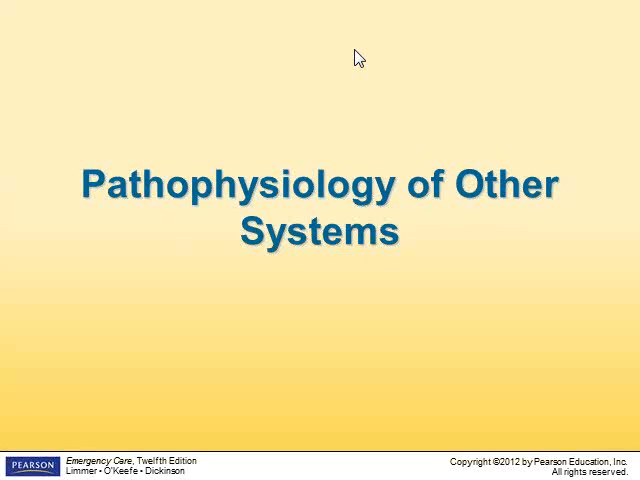 Pathophysiology of Other
Systems
PEARSON
Emergency Care, Twelfth Edition
Limmer • O'Keefe • Dickinson
Copyright ©2012 by Pearson Education, Inc.
All rights reserved.